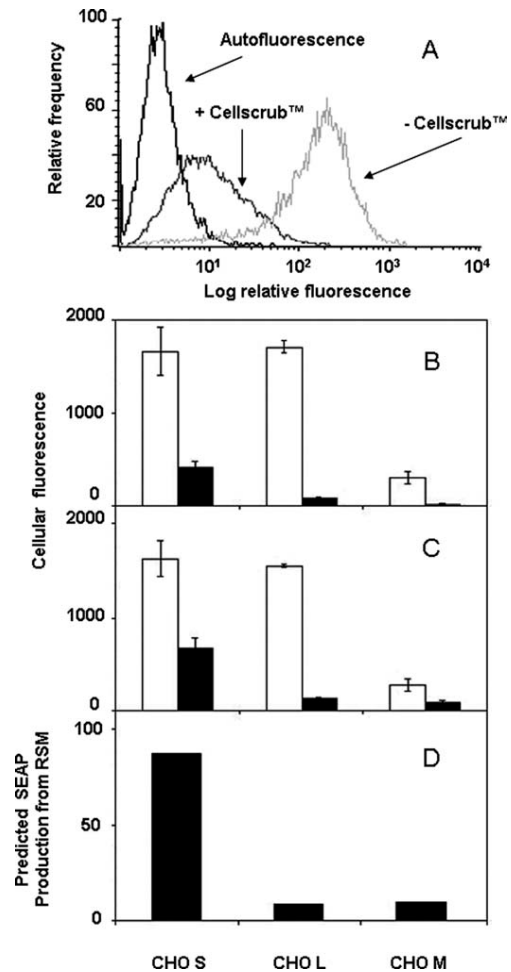 100
60
20
Relative frequency
Autofluorescence
A
+ Cellscrub™
- Cellscrub™
10¹
10²
10³
10⁴
Log relative fluorescence
2000
1000
0
B
Cellular fluorescence
2000
1000
0
C
100
50
0
D
Predicted SEAP
Production from RSM
CHO S
CHO L
CHO M